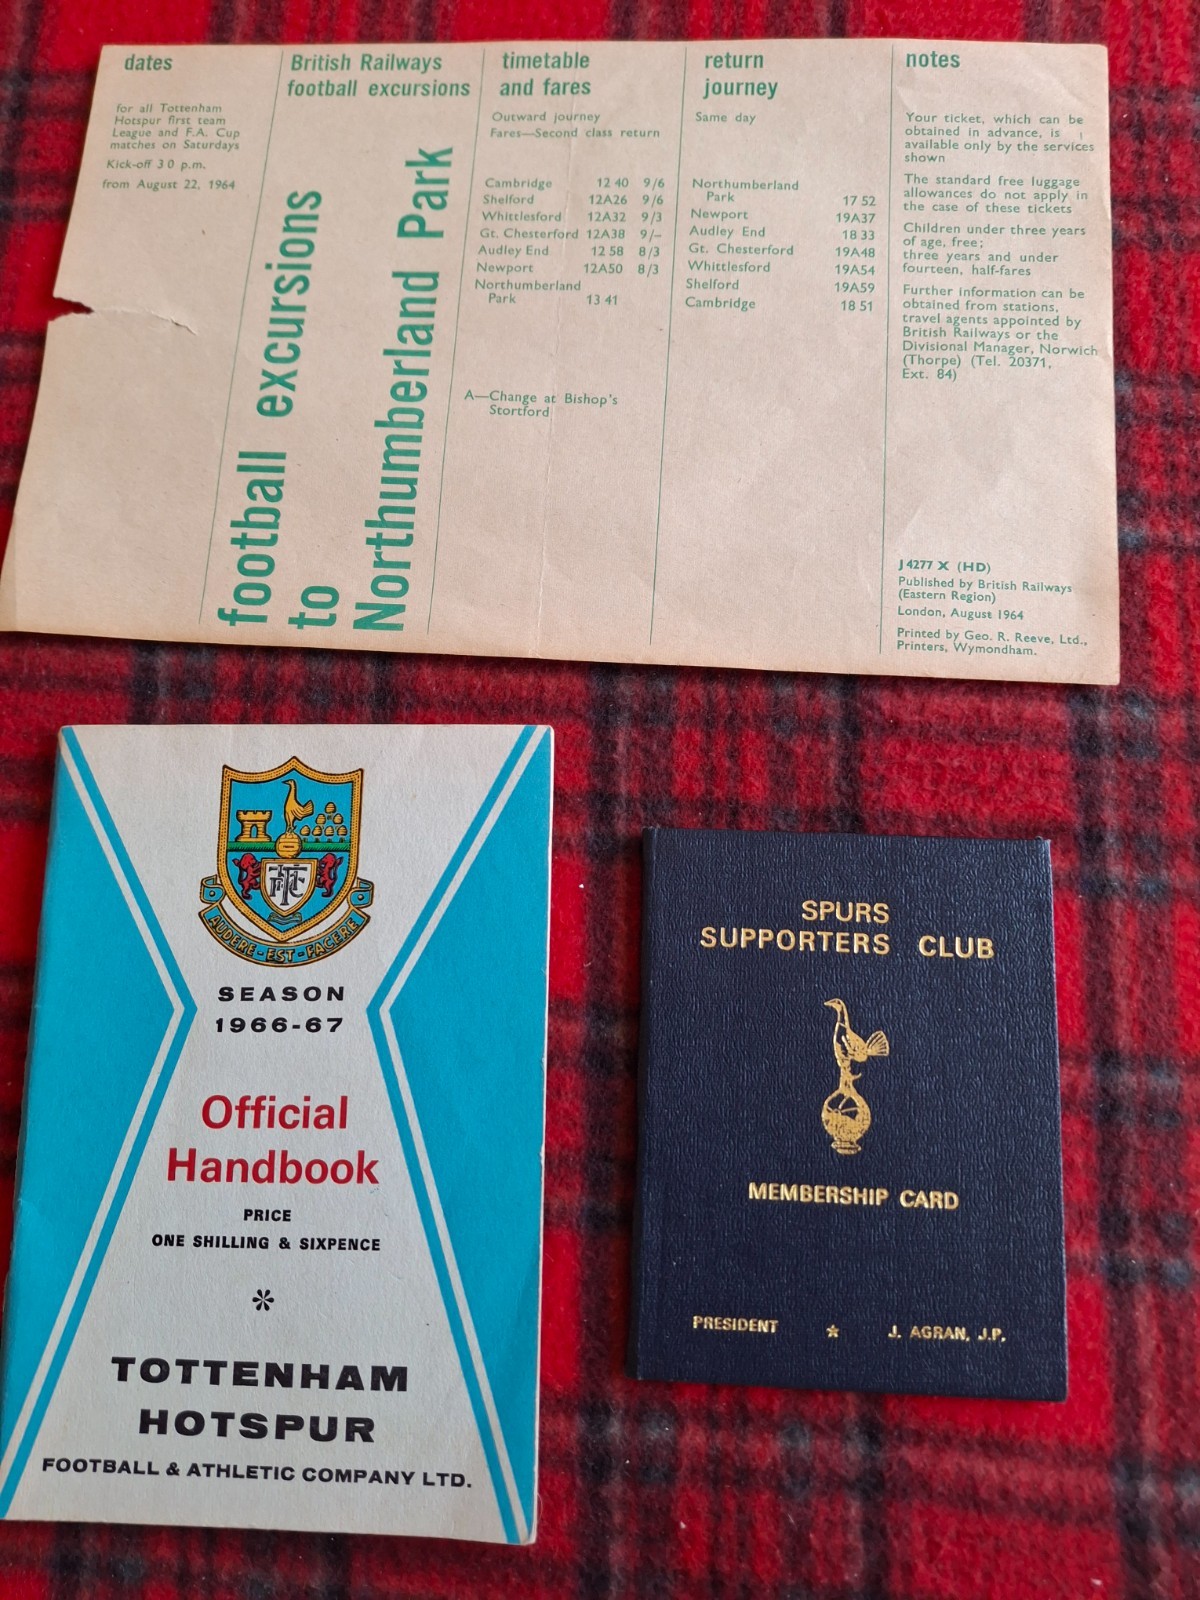 dates
for all Tottenham
Hotspur first team
League and F.A. Cup
matches on Saturdays
Kick-off 3 0 p.m.
from August 22, 1964
British Railways
football excursions
football excursions
to
Northumberland Park
timetable
and fares
Outward journey
Fares—Second class return
Cambridge 12 40 9/6
Shelford 12A26 9/6
Whittlesford 12A32 9/3
Gt. Chesterford 12A38 9/–
Audley End 12 58 8/3
Newport 12A50 8/3
Northumberland
Park 13 41
A—Change at Bishop's
Stortford
return
journey
Same day
Northumberland
Park 17 52
Newport 19A37
Audley End 18 33
Gt. Chesterford 19A48
Whittlesford 19A54
Shelford 19A59
Cambridge 18 51
notes
Your ticket, which can be
obtained in advance, is
available only by the services
shown
The standard free luggage
allowances do not apply in
the case of these tickets
Children under three years
of age, free;
three years and under
fourteen, half-fares
Further information can be
obtained from stations,
travel agents appointed by
British Railways or the
Divisional Manager, Norwich
(Thorpe) (Tel. 20371,
Ext. 84)
J4277 X (HD)
Published by British Railways
(Eastern Region)
London, August 1964
Printed by Geo. R. Reeve, Ltd.,
Printers, Wymondham.
AUDERE - EST - FACERE
SEASON
1966-67
Official
Handbook
PRICE
ONE SHILLING & SIXPENCE
*
TOTTENHAM
HOTSPUR
FOOTBALL & ATHLETIC COMPANY LTD.
SPURS
SUPPORTERS CLUB
MEMBERSHIP CARD
PRESIDENT ★ J. AGRAN, J.P.